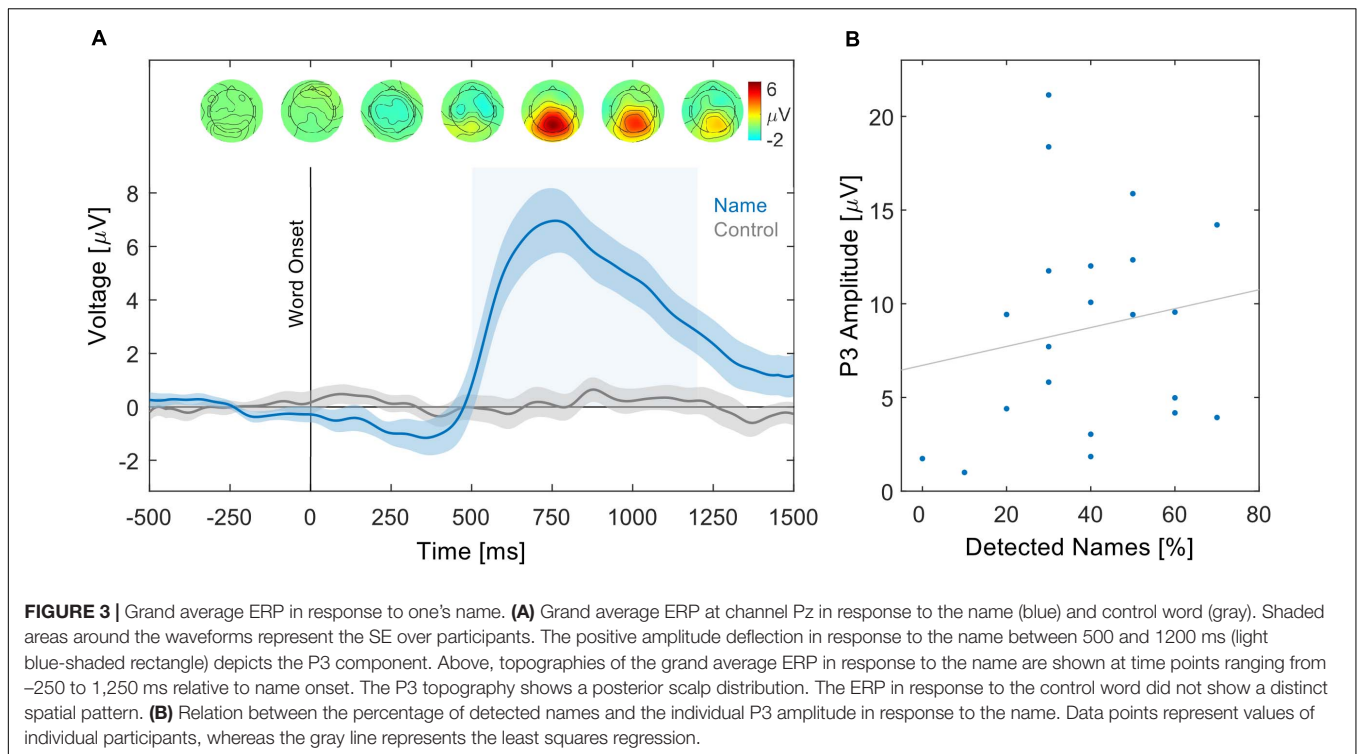 A
B
6
μV
-2
Name
Control
Word Onset
Voltage [μV]
8
6
4
2
0
-2
-500 -250 0 250 500 750 1000 1250 1500
Time [ms]
P3 Amplitude [μV]
20
15
10
5
0
0 20 40 60 80
Detected Names [%]
FIGURE 3 | Grand average ERP in response to one's name. (A) Grand average ERP at channel Pz in response to the name (blue) and control word (gray). Shaded
areas around the waveforms represent the SE over participants. The positive amplitude deflection in response to the name between 500 and 1200 ms (light
blue-shaded rectangle) depicts the P3 component. Above, topographies of the grand average ERP in response to the name are shown at time points ranging from
–250 to 1,250 ms relative to name onset. The P3 topography shows a posterior scalp distribution. The ERP in response to the control word did not show a distinct
spatial pattern. (B) Relation between the percentage of detected names and the individual P3 amplitude in response to the name. Data points represent values of
individual participants, whereas the gray line represents the least squares regression.